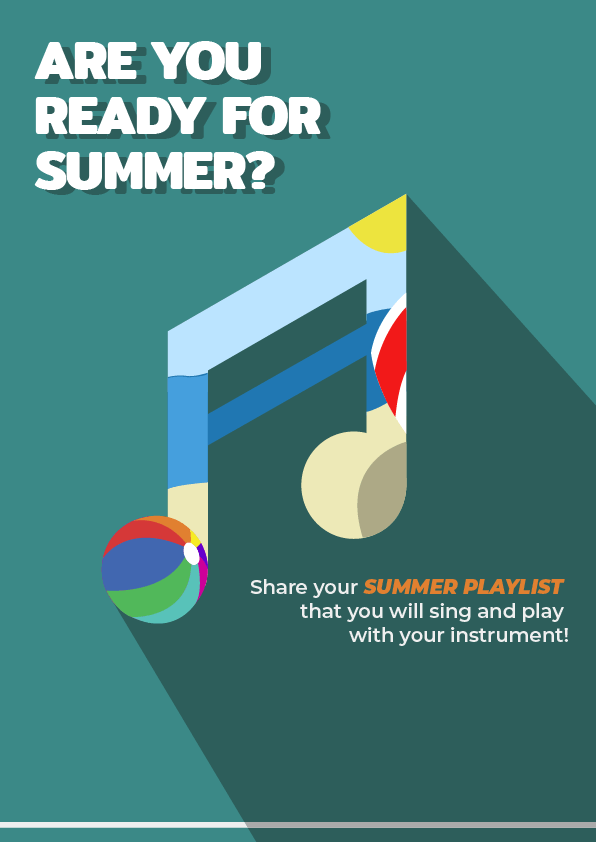 ARE YOU
READY FOR
SUMMER?
Share your SUMMER PLAYLIST
that you will sing and play
with your instrument!